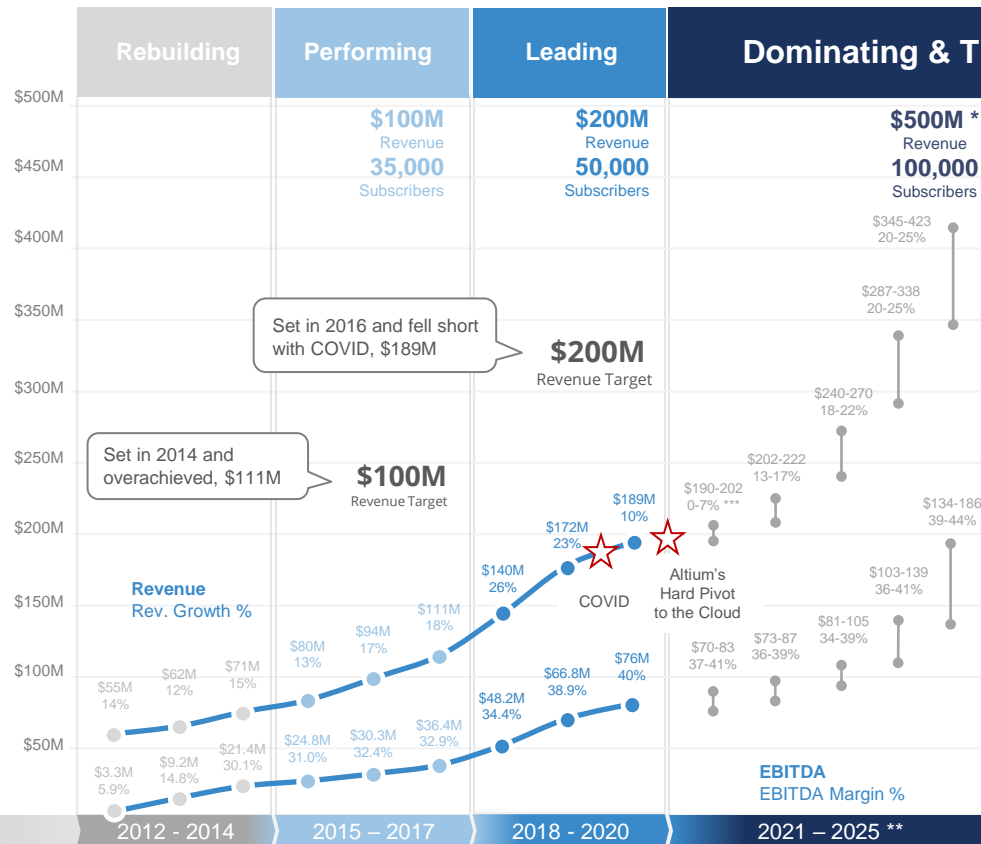 Rebuilding
Performing
Leading
Dominating & T
$500M
$450M
$400M
$350M
$300M
$250M
$200M
$150M
$100M
$50M
$100M
Revenue
35,000
Subscribers
$200M
Revenue
50,000
Subscribers
$500M *
Revenue
100,000
Subscribers
Set in 2016 and fell short
with COVID, $189M
$200M
Revenue Target
Set in 2014 and
overachieved, $111M
$100M
Revenue Target
Revenue
Rev. Growth %
$55M
14%
$62M
12%
$71M
15%
$80M
13%
$94M
17%
$111M
18%
$140M
26%
$172M
23%
$189M
10%
COVID
Altium's
Hard Pivot
to the Cloud
$190-202
0-7% ***
$202-222
13-17%
$240-270
18-22%
$287-338
20-25%
$345-423
20-25%
$3.3M
5.9%
$9.2M
14.8%
$21.4M
30.1%
$24.8M
31.0%
$30.3M
32.4%
$36.4M
32.9%
$48.2M
34.4%
$66.8M
38.9%
$76M
40%
$70-83
37-41%
$73-87
36-39%
$81-105
34-39%
$103-139
36-41%
$134-186
39-44%
EBITDA
EBITDA Margin %
2012 - 2014
2015 – 2017
2018 - 2020
2021 – 2025 **